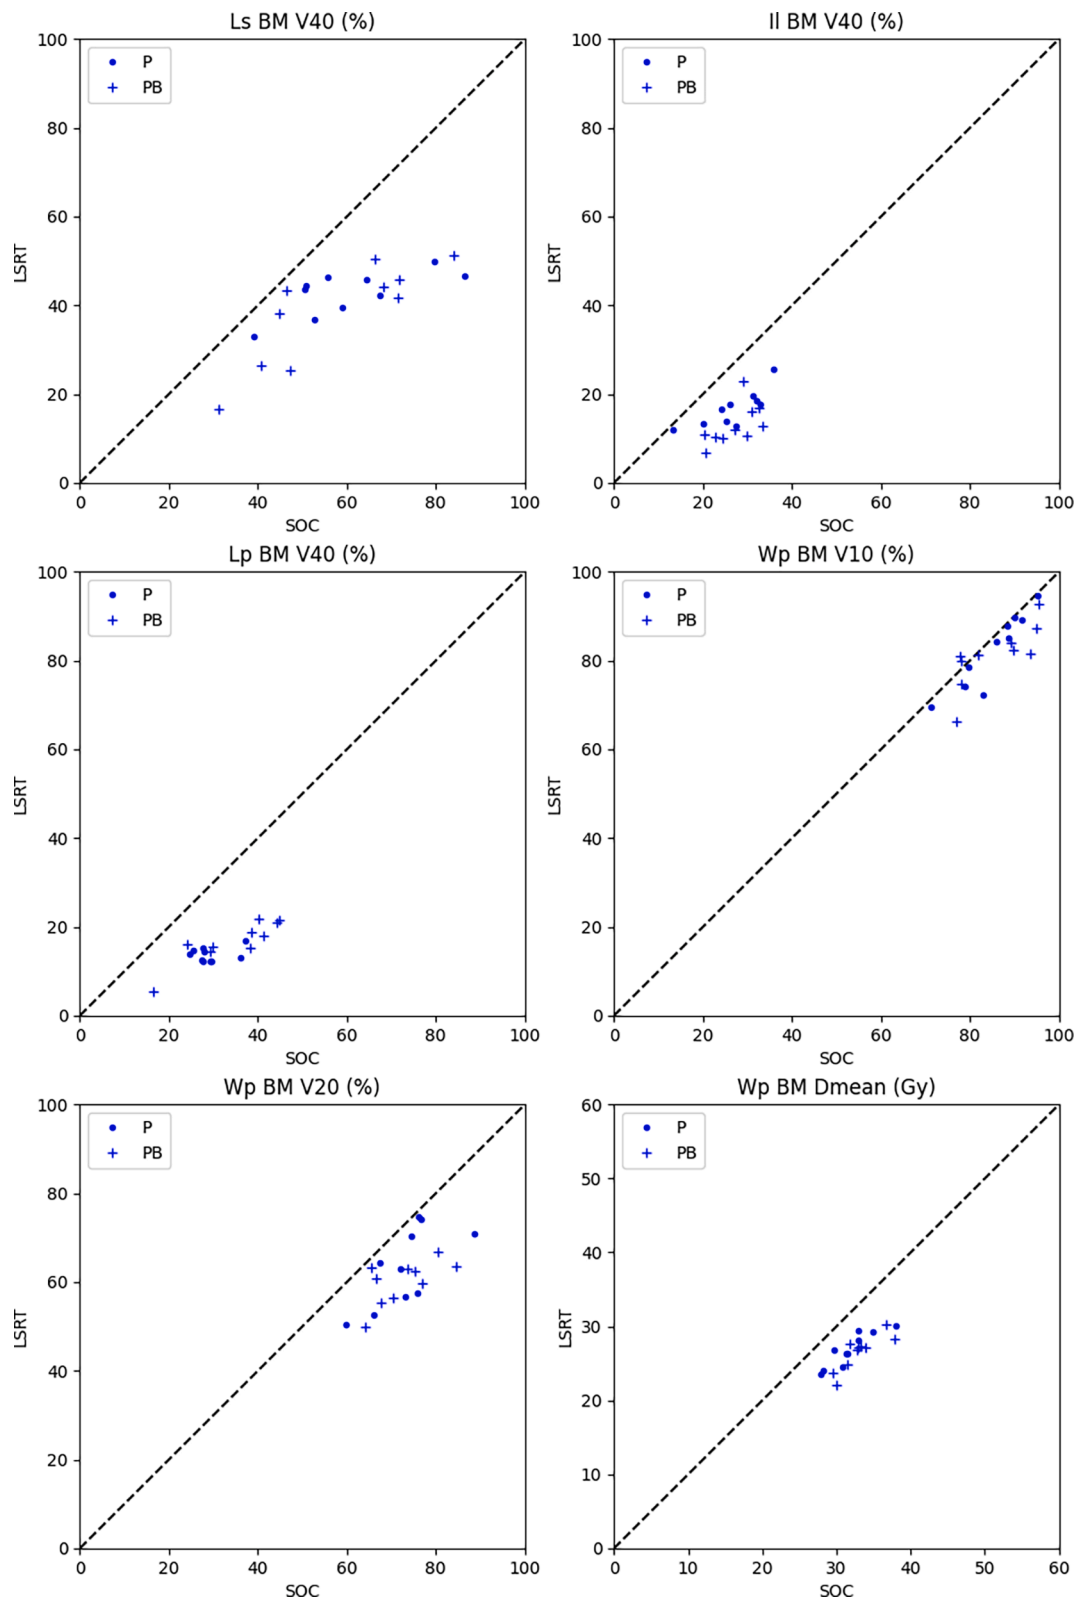 Ls BM V40 (%)
100
80
60
40
20
0
LSRT
P
PB
0 20 40 60 80 100
SOC
Il BM V40 (%)
100
80
60
40
20
0
LSRT
P
PB
0 20 40 60 80 100
SOC
Lp BM V40 (%)
100
80
60
40
20
0
LSRT
P
PB
0 20 40 60 80 100
SOC
Wp BM V10 (%)
100
80
60
40
20
0
LSRT
P
PB
0 20 40 60 80 100
SOC
Wp BM V20 (%)
100
80
60
40
20
0
LSRT
P
PB
0 20 40 60 80 100
SOC
Wp BM Dmean (Gy)
60
50
40
30
20
10
0
LSRT
P
PB
0 10 20 30 40 50 60
SOC